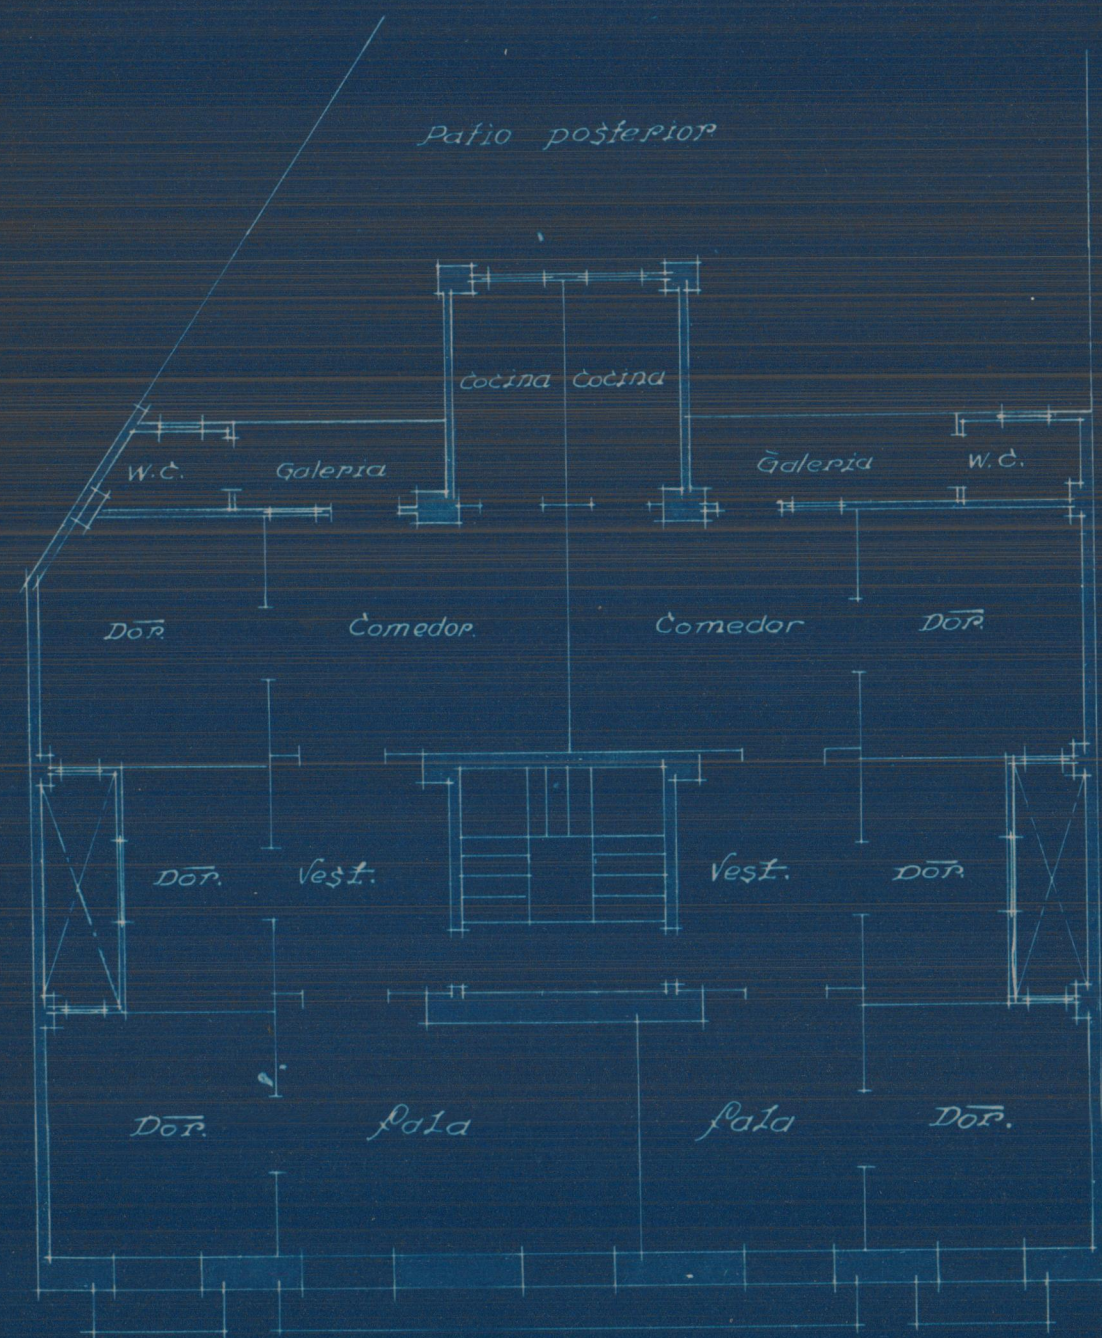 Patio posterior
Cocina Cocina
W.C. Galeria Galeria W.C.
Dor. Comedor. Comedor Dor.
Dor. Vest. Vest. Dor.
Dor. Sala Sala Dor.